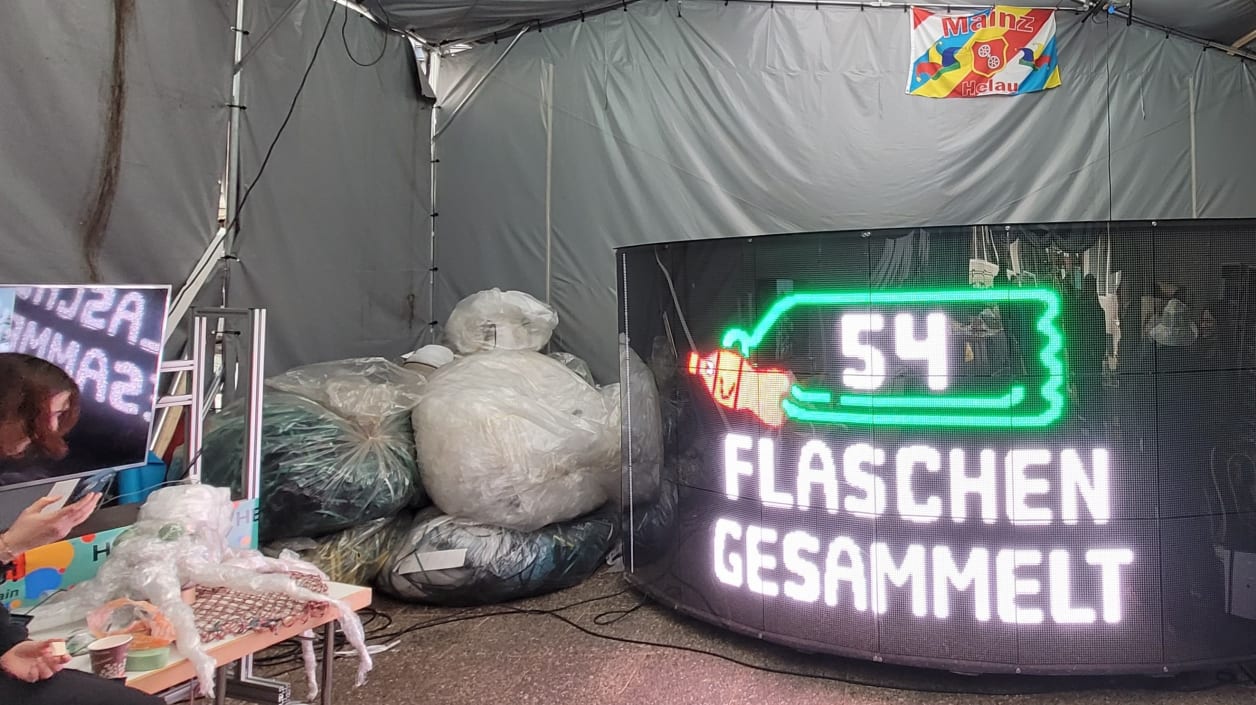 Mainz
Helau
54
FLASCHEN
GESAMMELT